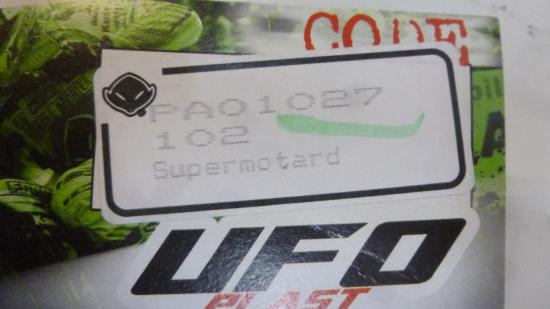 CODE
PA01027
102
Supermotard
UFO
PLAST